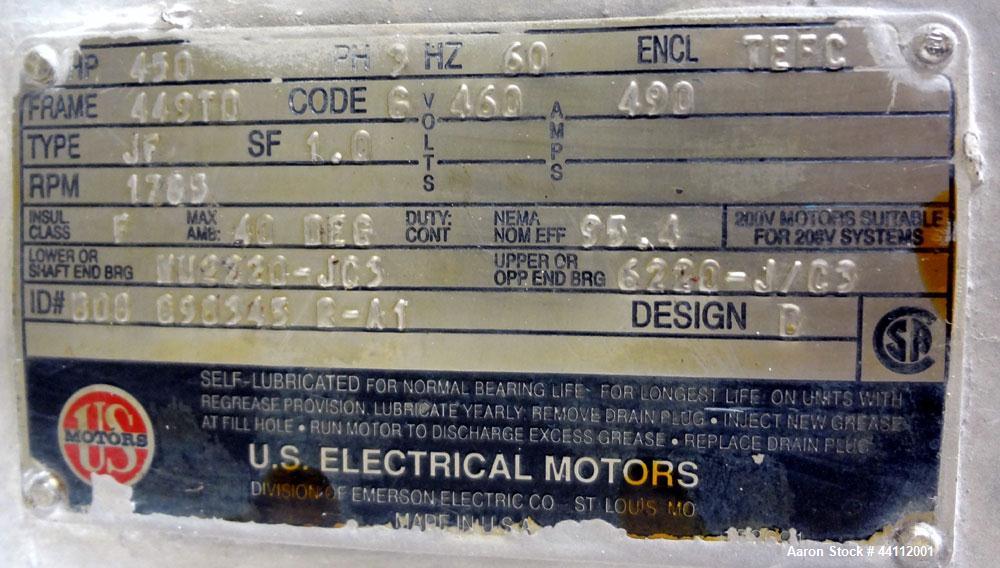 HP 450 PH 3 HZ 60 ENCL TEFC
FRAME 449TD CODE G VOLTS 460 AMPS 490
TYPE JF SF 1.0
RPM 1785
INSUL CLASS F MAX AMB: 40 DEG DUTY: CONT NEMA NOM EFF 95.4 200V MOTORS SUITABLE FOR 208V SYSTEMS
LOWER OR SHAFT END BRG NU2220-JC3 UPPER OR OPP END BRG 6220-J/C3
ID# R-A1 DESIGN B
CSA
SELF-LUBRICATED FOR NORMAL BEARING LIFE- FOR LONGEST LIFE ON UNITS WITH
REGREASE PROVISION, LUBRICATE YEARLY: REMOVE DRAIN PLUG • INJECT NEW GREASE
AT FILL HOLE • RUN MOTOR TO DISCHARGE EXCESS GREASE • REPLACE DRAIN PLUG
US MOTORS
U.S. ELECTRICAL MOTORS
DIVISION OF EMERSON ELECTRIC CO ST LOUIS MO
MADE IN U.S.A
Aaron Stock # 44112001